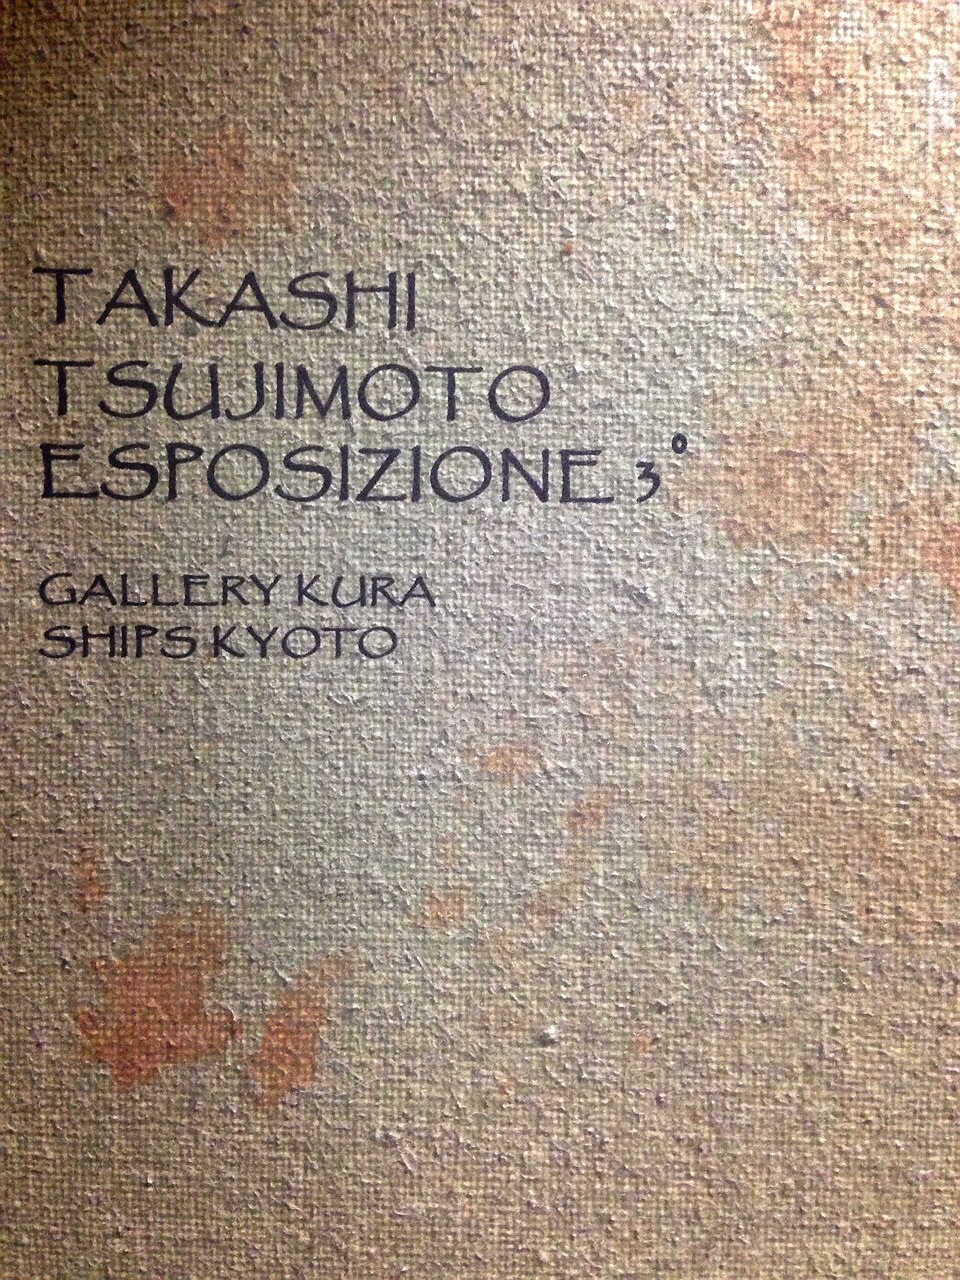 TAKASHI
TSUJIMOTO
ESPOSIZIONE 3°
GALLERY KURA
SHIPS KYOTO